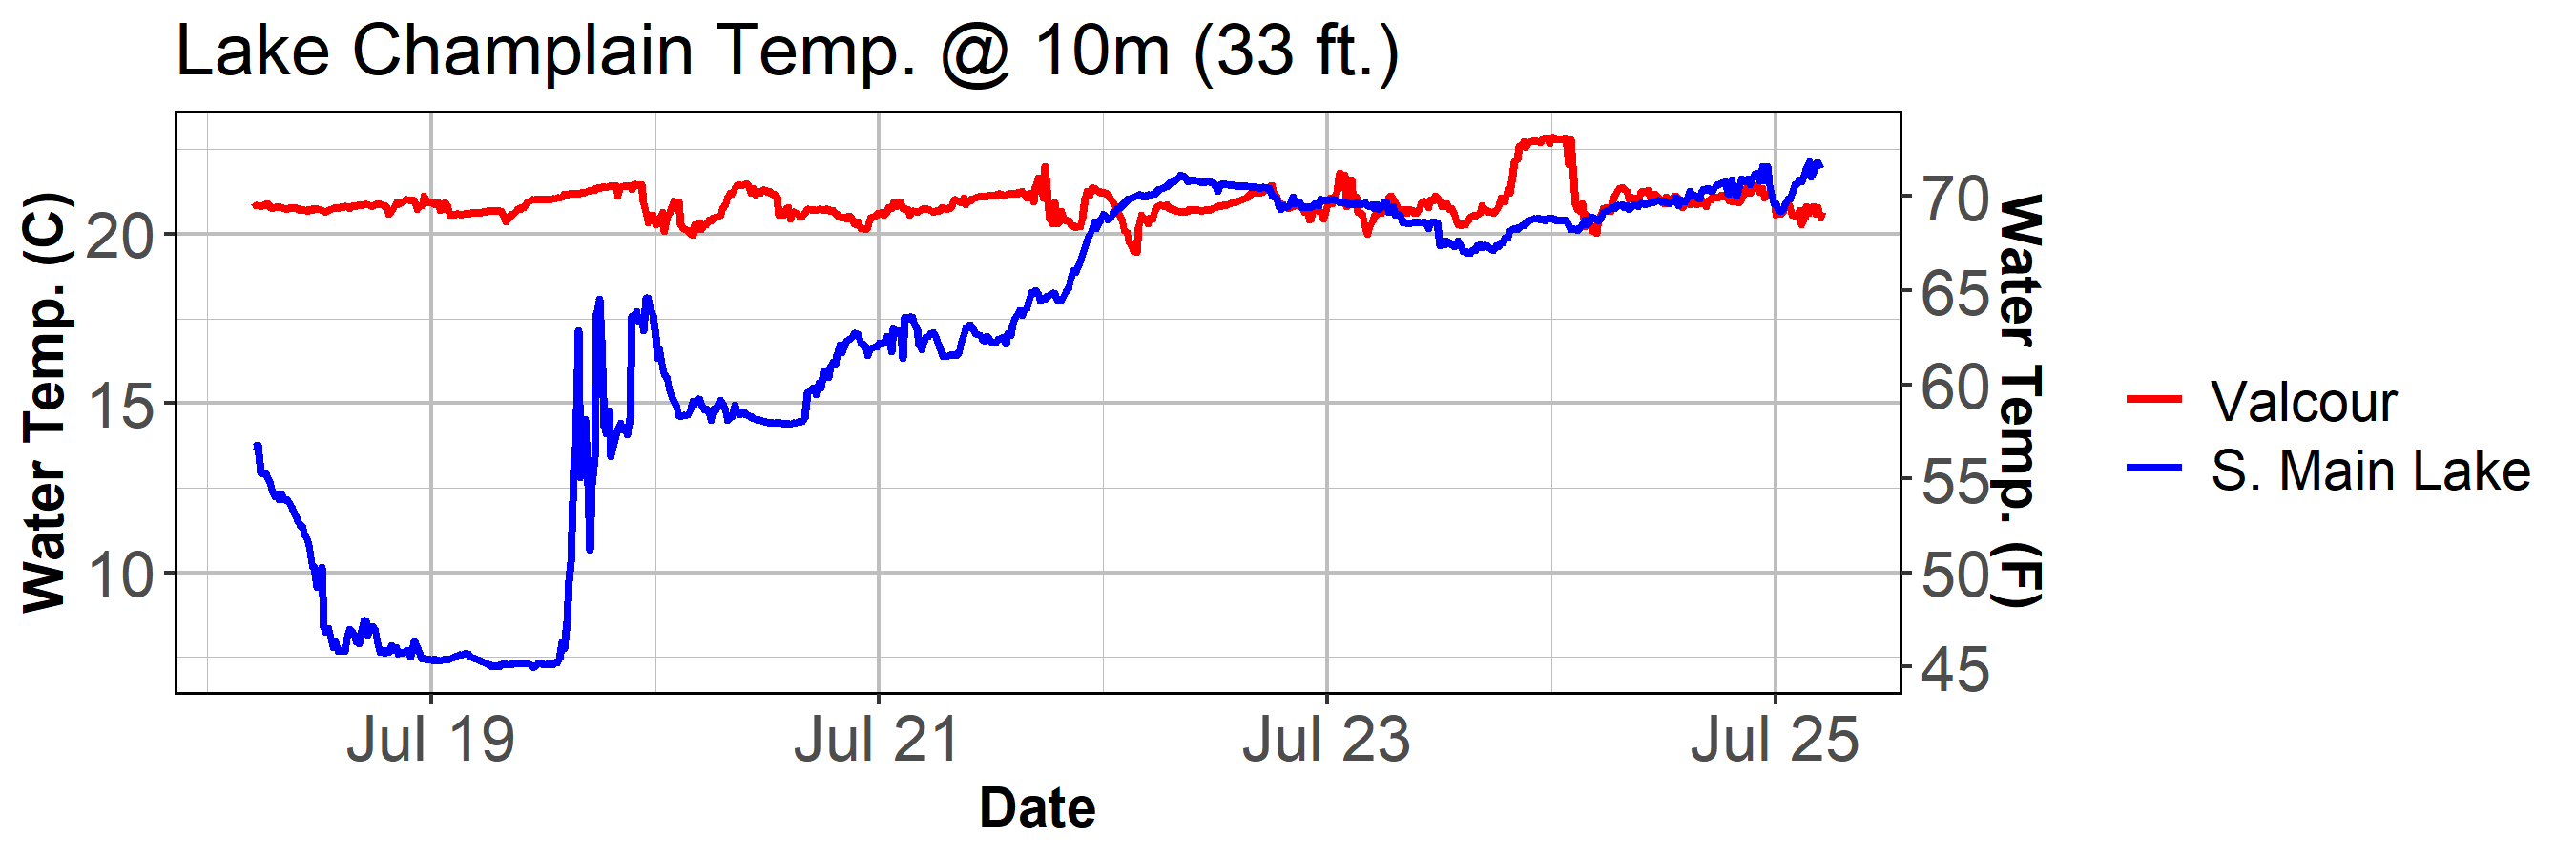 Lake Champlain Temp. @ 10m (33 ft.)
Water Temp. (C)
20
15
10
70
65
60
55
50
45
Water Temp. (F)
Jul 19
Jul 21
Jul 23
Jul 25
Date
Valcour
S. Main Lake